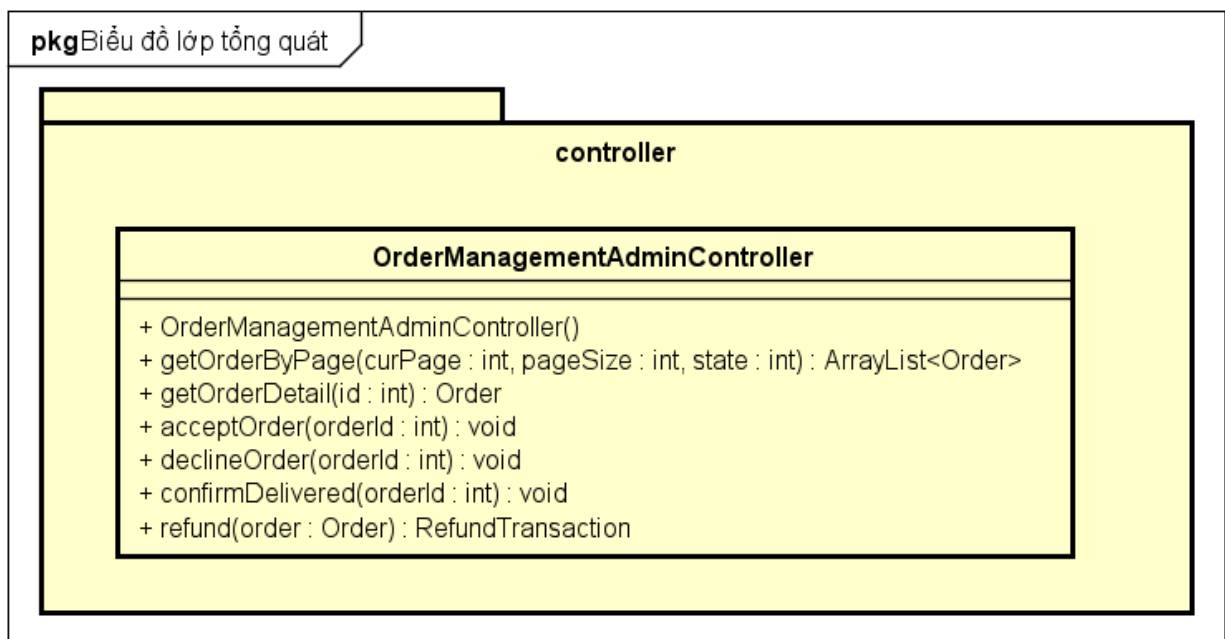 pkgBiểu đồ lớp tổng quát
controller
OrderManagementAdminController
+ OrderManagementAdminController()
+ getOrderByPage(curPage : int, pageSize : int, state : int) : ArrayList<Order>
+ getOrderDetail(id : int) : Order
+ acceptOrder(orderId : int) : void
+ declineOrder(orderId : int) : void
+ confirmDelivered(orderId : int) : void
+ refund(order : Order) : RefundTransaction